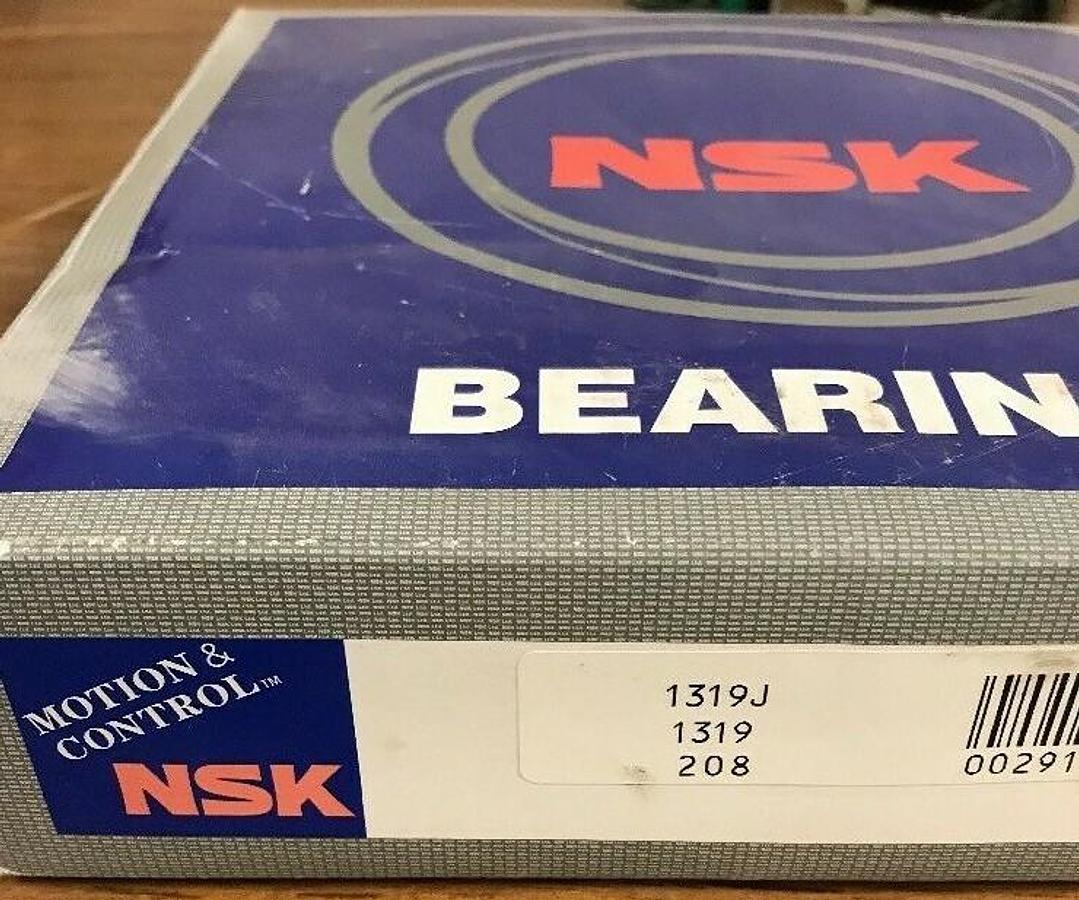 NSK
BEARIN
MOTION &
CONTROL™
NSK
1319J
1319
208
00291